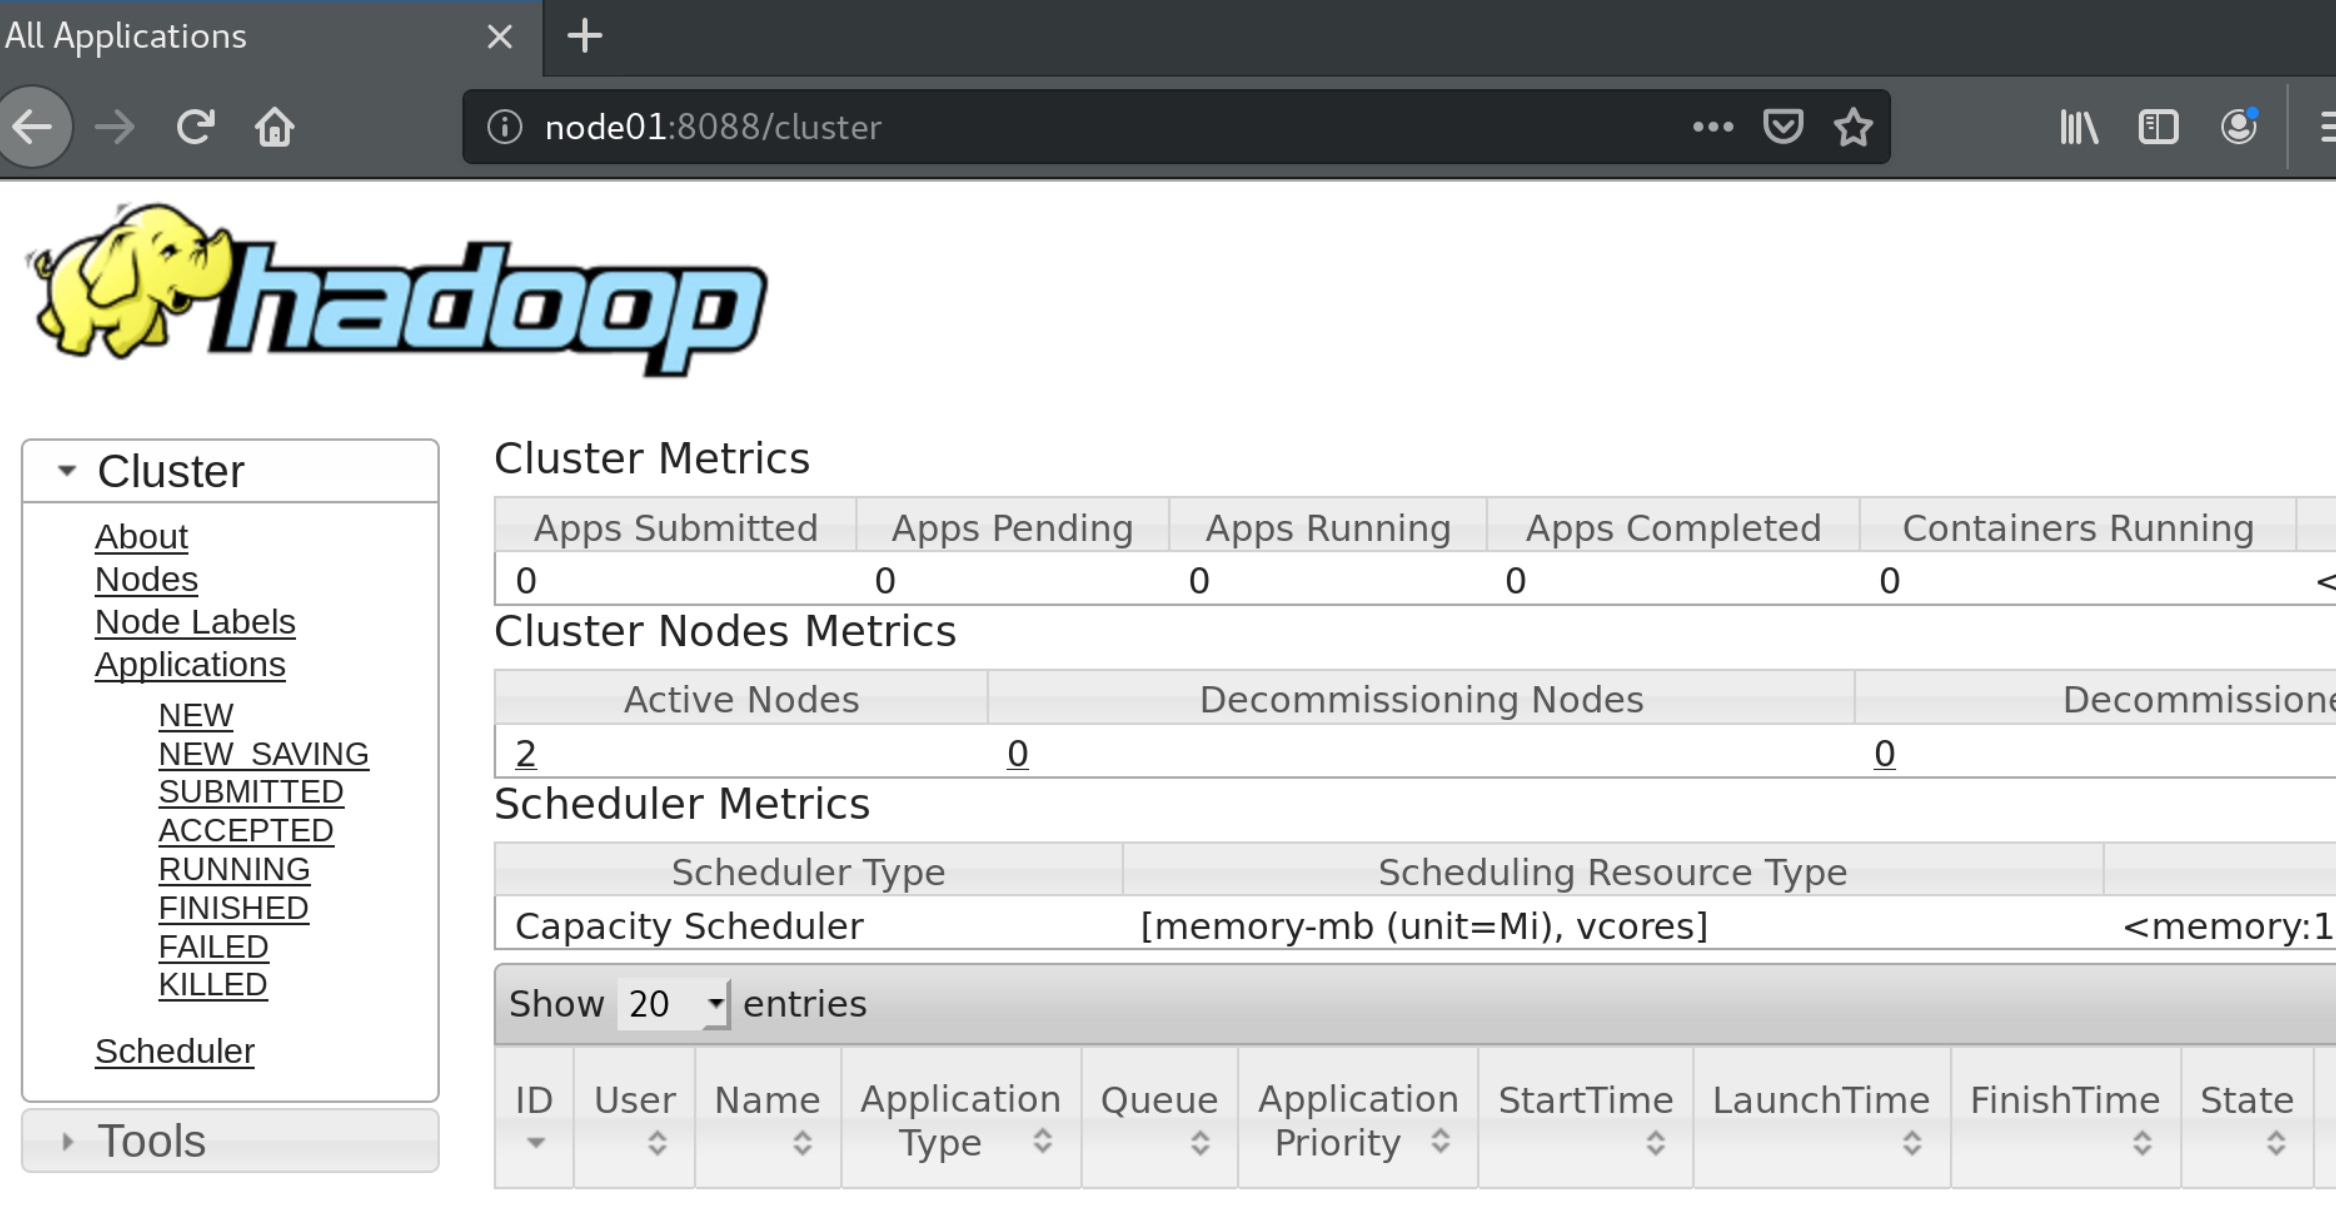 All Applications
node01:8088/cluster
hadoop
Cluster
About
Nodes
Node Labels
Applications
NEW
NEW_SAVING
SUBMITTED
ACCEPTED
RUNNING
FINISHED
FAILED
KILLED
Scheduler
Tools
Cluster Metrics
Apps Submitted Apps Pending Apps Running Apps Completed Containers Running
0 0 0 0 0 <
Cluster Nodes Metrics
Active Nodes Decommissioning Nodes Decommissione
2 0 0
Scheduler Metrics
Scheduler Type Scheduling Resource Type
Capacity Scheduler [memory-mb (unit=Mi), vcores] <memory:1
Show 20 entries
ID User Name Application Queue Application StartTime LaunchTime FinishTime State
Type Priority